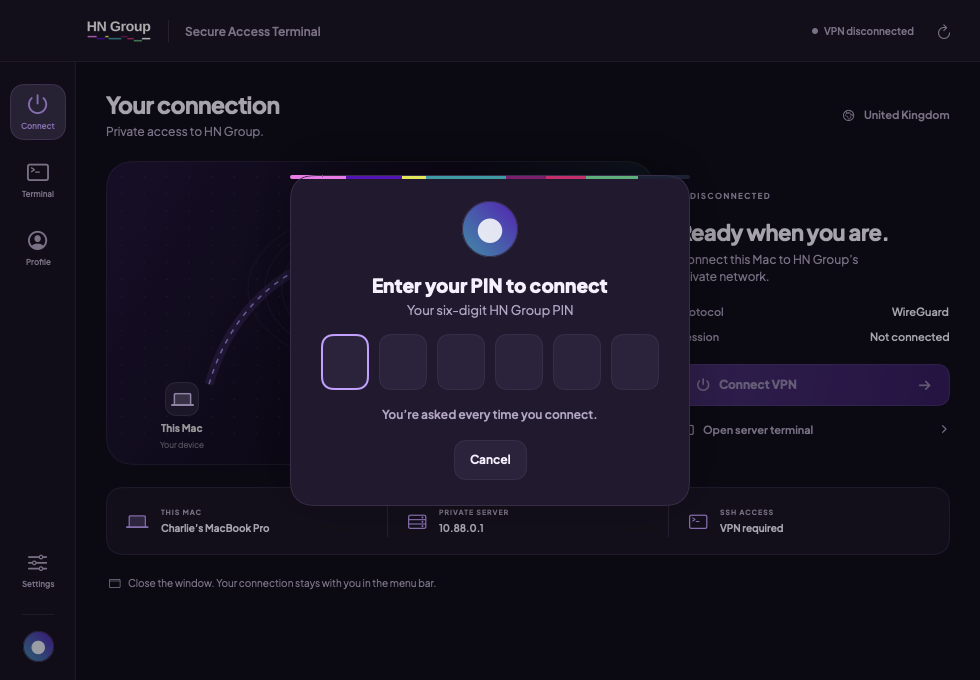 HN Group
Secure Access Terminal
VPN disconnected
Connect
Terminal
Profile
Settings
Your connection
Private access to HN Group.
United Kingdom
This Mac
Your device
Enter your PIN to connect
Your six-digit HN Group PIN
You're asked every time you connect.
Cancel
DISCONNECTED
Ready when you are.
onnect this Mac to HN Group's
ivate network.
otocol
WireGuard
ession
Not connected
Connect VPN
Open server terminal
THIS MAC
Charlie's MacBook Pro
PRIVATE SERVER
10.88.0.1
SSH ACCESS
VPN required
Close the window. Your connection stays with you in the menu bar.